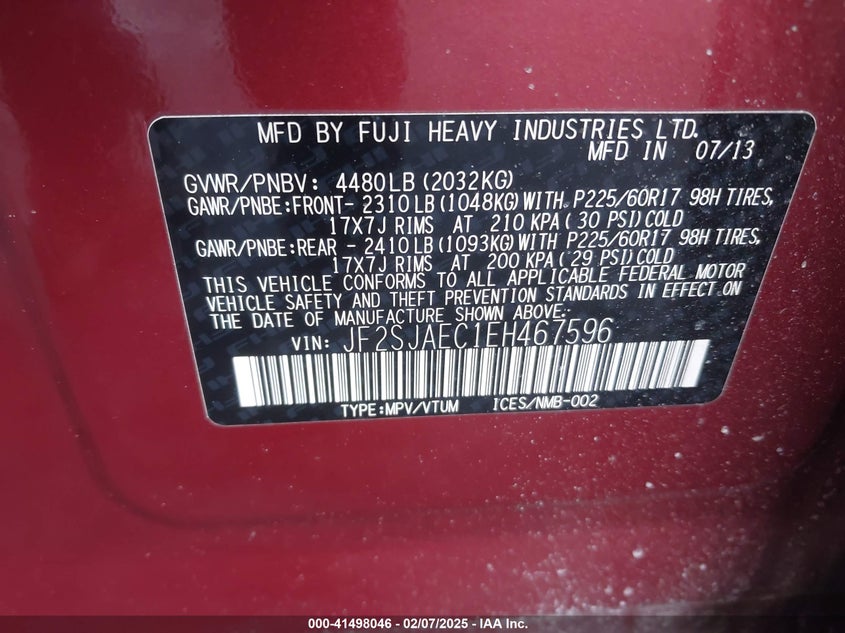 MFD BY FUJI HEAVY INDUSTRIES LTD.
MFD IN 07/13
GVWR/PNBV: 4480LB (2032KG)
GAWR/PNBE:FRONT- 2310LB (1048KG) WITH P225/60R17 98H TIRES,
17X7J RIMS AT 210 KPA ( 30 PSI) COLD
GAWR/PNBE:REAR - 2410LB (1093KG) WITH P225/60R17 98H TIRES,
17X7J RIMS AT 200 KPA ( 29 PSI) COLD
THIS VEHICLE CONFORMS TO ALL APPLICABLE FEDERAL MOTOR
VEHICLE SAFETY AND THEFT PREVENTION STANDARDS IN EFFECT ON
THE DATE OF MANUFACTURE SHOWN ABOVE.
VIN: JF2SJAEC1EH467596
TYPE:MPV/VTUM ICES/NMB-002
000-41498046 - 02/07/2025 - IAA Inc.